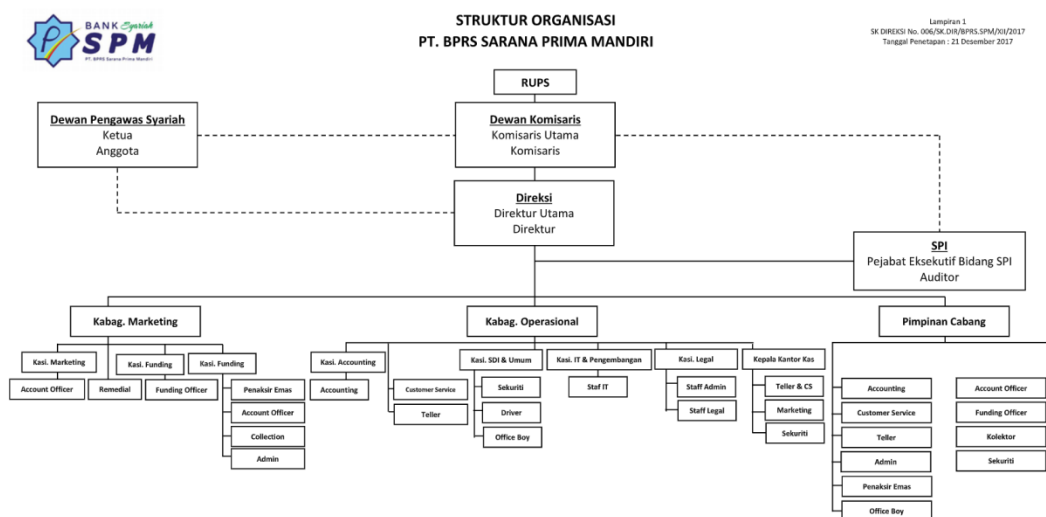 BANK Syariah
SPM
PT. BPRS Sarana Prima Mandiri
STRUKTUR ORGANISASI
PT. BPRS SARANA PRIMA MANDIRI
Lampiran 1
SK DIREKSI No. 006/SK.DIR/BPRS.SPM/XII/2017
Tanggal Penetapan : 21 Desember 2017
RUPS
Dewan Pengawas Syariah
Ketua
Anggota
Dewan Komisaris
Komisaris Utama
Komisaris
Direksi
Direktur Utama
Direktur
SPI
Pejabat Eksekutif Bidang SPI
Auditor
Kabag. Marketing
Kabag. Operasional
Pimpinan Cabang
Kasi. Marketing
Kasi. Funding
Kasi. Funding
Account Officer
Remedial
Funding Officer
Penaksir Emas
Account Officer
Collection
Admin
Kasi. Accounting
Accounting
Customer Service
Teller
Kasi. SDI & Umum
Sekuriti
Driver
Office Boy
Kasi. IT & Pengembangan
Staf IT
Kasi. Legal
Staff Admin
Staff Legal
Kepala Kantor Kas
Teller & CS
Marketing
Sekuriti
Accounting
Customer Service
Teller
Admin
Penaksir Emas
Office Boy
Account Officer
Funding Officer
Kolektor
Sekuriti